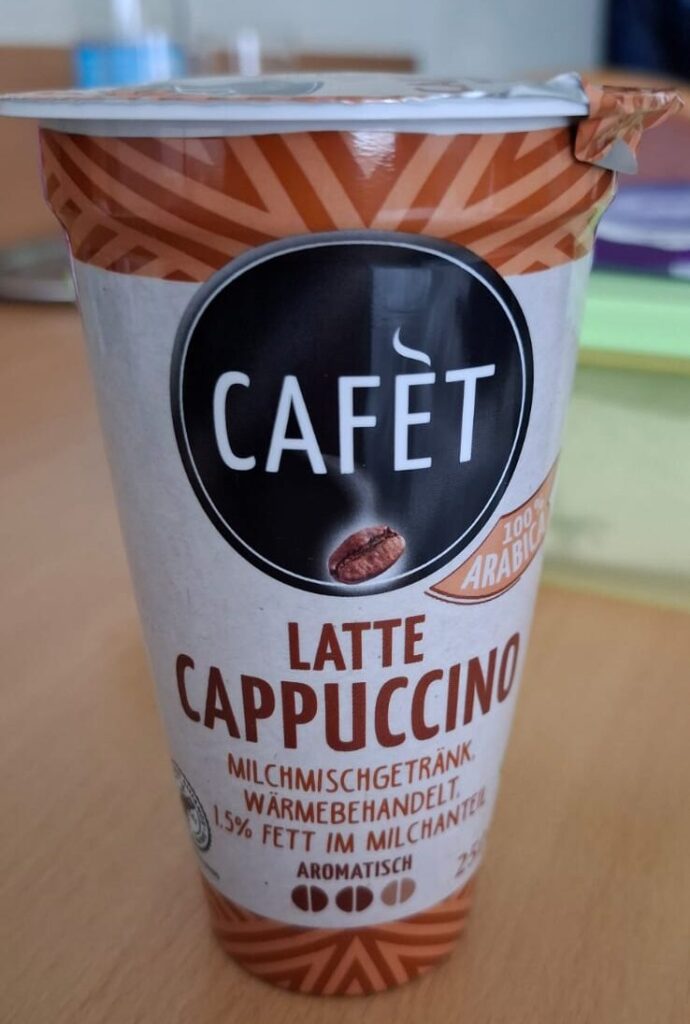 CAFÈT
100%
ARABICA
LATTE
CAPPUCCINO
MILCHMISCHGETRÄNK,
WÄRMEBEHANDELT,
1.5% FETT IM MILCHANTEIL
AROMATISCH